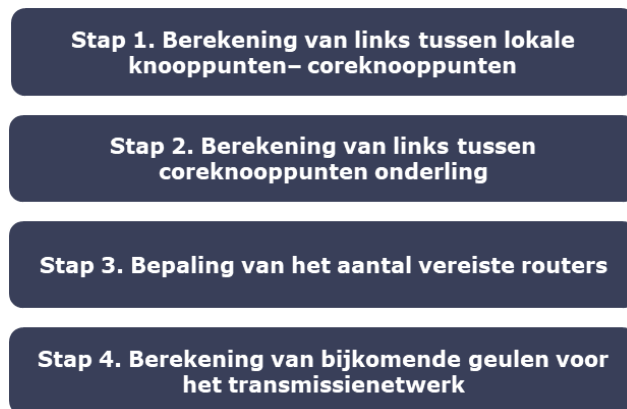 Stap 1. Berekening van links tussen lokale
knooppunten– coreknooppunten
Stap 2. Berekening van links tussen
coreknooppunten onderling
Stap 3. Bepaling van het aantal vereiste routers
Stap 4. Berekening van bijkomende geulen voor
het transmissienetwerk